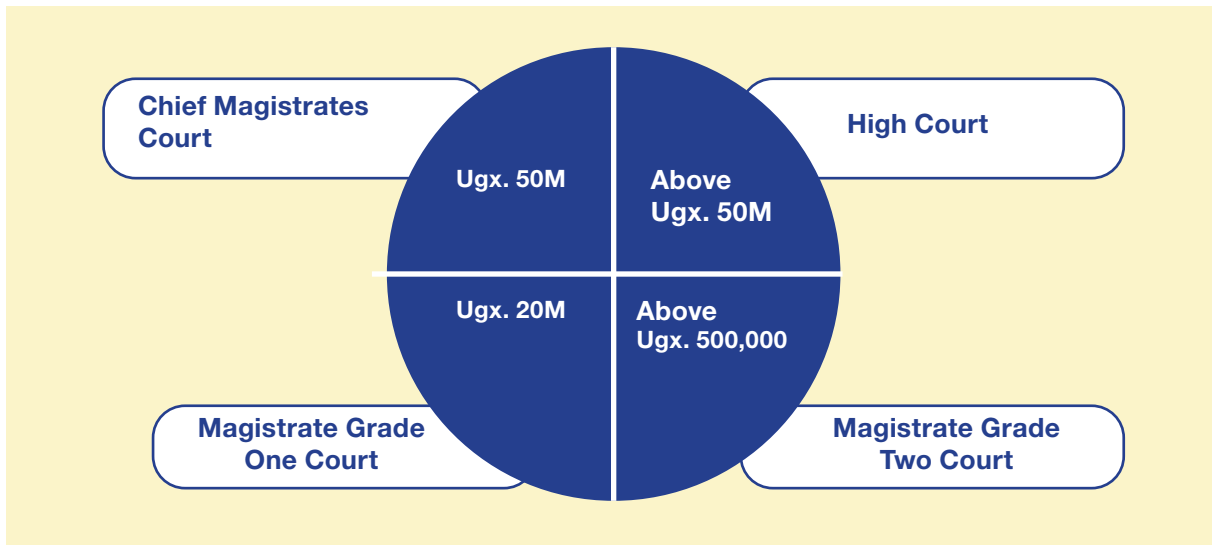 Chief Magistrates
Court
Ugx. 50M
Above
Ugx. 50M
High Court
Ugx. 20M
Above
Ugx. 500,000
Magistrate Grade
One Court
Magistrate Grade
Two Court